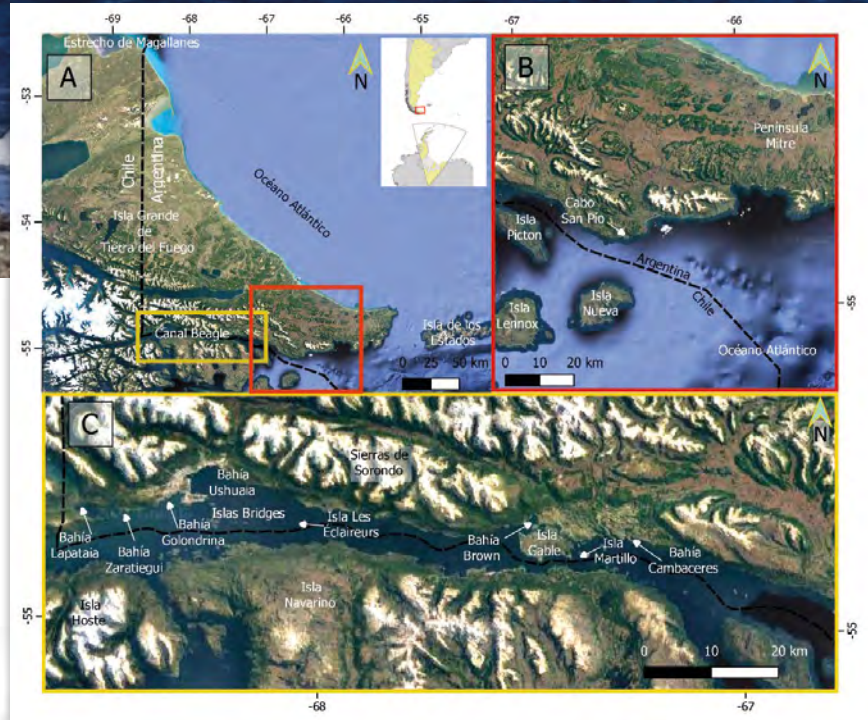 -69
-68
-67
-66
-65
-67
-66
Estrecho de Magallanes
A
N
B
N
-53
Chile
Argentina
Península
Mitre
Océano Atlántico
Isla Grande
de
Tierra del Fuego
-54
Cabo
San Pío
Isla
Picton
Argentina
Chile
-55
Isla
Lennox
Isla
Nueva
Canal Beagle
Isla de los
Estados
Océano Atlántico
-55
0 25 50 km
0 10 20 km
C
N
Sierras de
Sorondo
Bahía
Ushuaia
Islas Bridges
Isla Les
Éclaireurs
Bahía
Lapataia
Bahía
Zaratiegui
Bahía
Golondrina
Bahía
Brown
Isla
Gable
Isla
Martillo
Bahía
Cambaceres
-55
-55
Isla
Hoste
Isla
Navarino
0 10 20 km
-68
-67